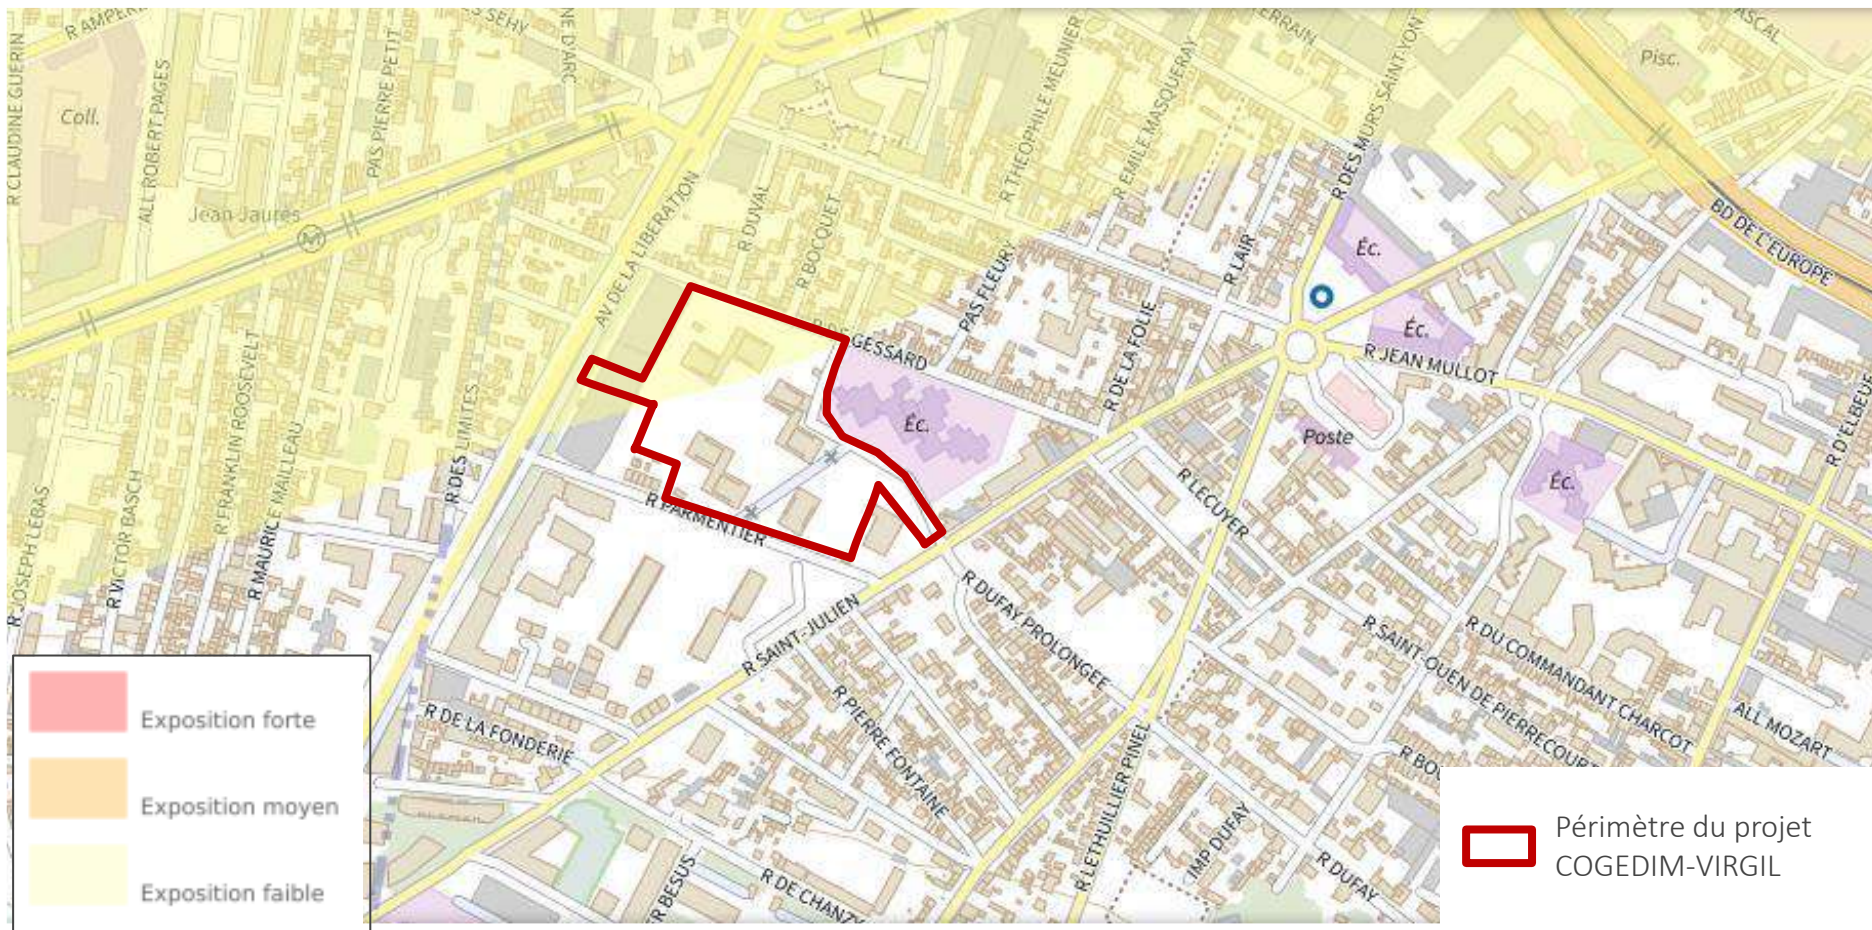 R AMPERE
NE D'ARC
R CLAUDINE GUERIN
Coll.
ALL ROBERT PAGES
PAS PIERRE PETIT
Jean Jaurès
AV DE LA LIBERATION
R DUVAL
R BOCQUET
R THEOPHILE MEUNIER
R EMILE MASQUERAY
R DES MURS SAINT-YON
Pisc.
PASCAL
BD DE L'EUROPE
R LAIR
Éc.
Éc.
R JEAN MULLOT
PAS FLEURY
GESSARD
R DE LA FOLIE
Éc.
Poste
Éc.
R D'ELBEUF
R LECUYER
R FRANKLIN ROOSEVELT
R MAURICE MAILLEAU
R DES LIMITES
R JOSEPH LEBAS
R VICTOR BASCH
R PARMENTIER
R SAINT-JULIEN
R DUFAY PROLONGEE
R SAINT-OUEN DE PIERRECOURT
R DU COMMANDANT CHARCOT
ALL MOZART
R DE LA FONDERIE
R PIERRE FONTAINE
R LETHUILLIER PINEL
IMP DUFAY
R DUFAY
R BESUS
R DE CHANZY
Exposition forte
Exposition moyen
Exposition faible
Périmètre du projet
COGEDIM-VIRGIL